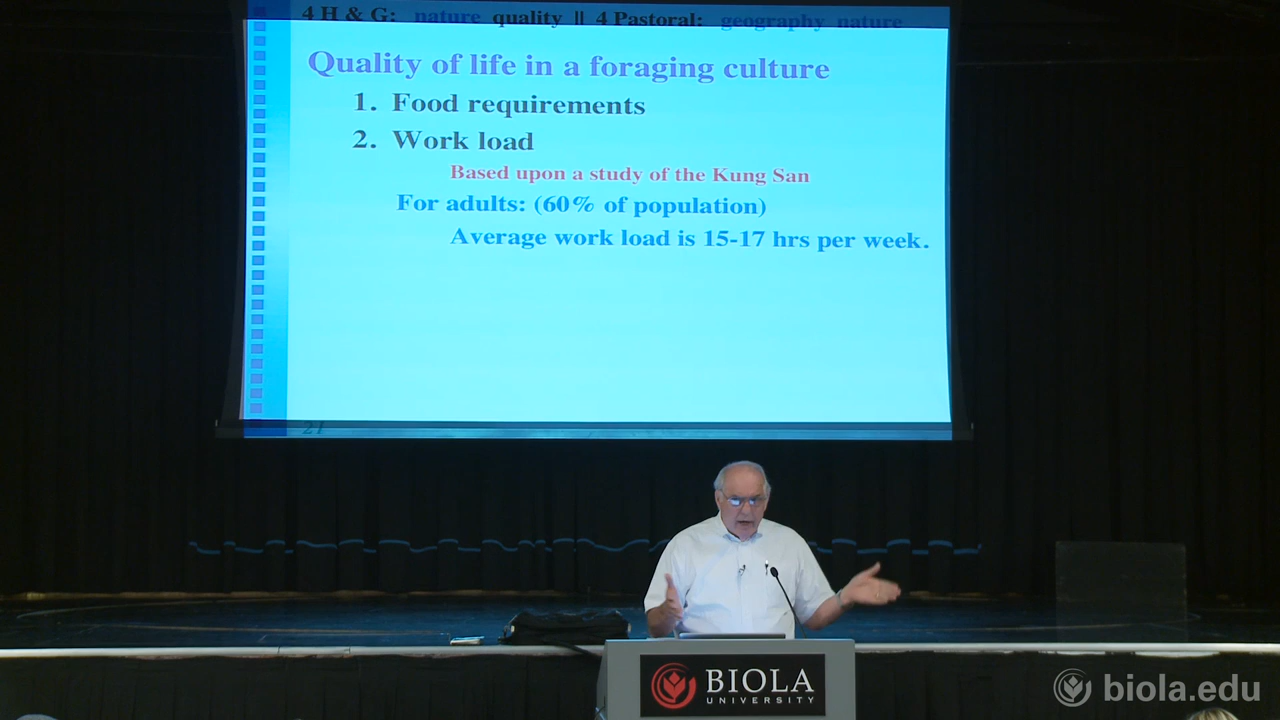 4 H & G: nature quality || 4 Pastoral: geography nature
Quality of life in a foraging culture
1. Food requirements
2. Work load
Based upon a study of the Kung San
For adults: (60% of population)
Average work load is 15-17 hrs per week.
21
BIOLA
UNIVERSITY
biola.edu